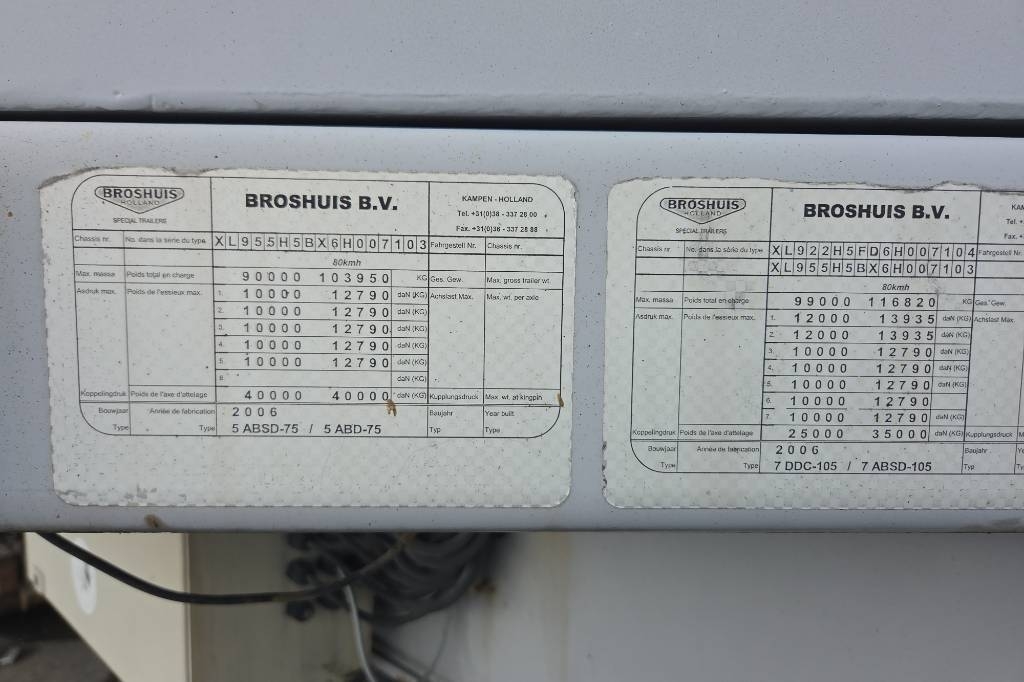 BROSHUIS
HOLLAND
SPECIAL TRAILERS
BROSHUIS B.V.
KAMPEN - HOLLAND
Tel. +31(0)38 - 337 28 00
Fax. +31(0)38 - 337 28 88
Chassis nr. No. dans la série du type XL955H5BX6H007103 Fahrgestell Nr. Chassis nr.
80kmh
Max. massa Poids total en charge 90000 103950 KG Ges. Gew. Max. gross trailer wt.
Asdruk max. Poids de l'essieux max. 1. 10000 12790 daN (KG) Achslast Max. Max. wt. per axle
2. 10000 12790 daN (KG)
3. 10000 12790 daN (KG)
4. 10000 12790 daN (KG)
5. 10000 12790 daN (KG)
6. daN (KG)
Koppelingdruk Poids de l'axe d'attelage 40000 40000 daN (KG) Kupplungsdruck Max. wt. at kingpin
Bouwjaar Année de fabrication 2006 Baujahr Year built
Type Type 5 ABSD-75 / 5 ABD-75 Typ Type
BROSHUIS
HOLLAND
SPECIAL TRAILERS
BROSHUIS B.V.
Tel.
Fax.
Chassis nr. No. dans la série du type XL922H5FD6H007104 Fahrgestell Nr.
XL955H5BX6H007103
80kmh
Max. massa Poids total en charge 99000 116820 KG Ges. Gew.
Asdruk max. Poids de l'essieux max. 1. 12000 13935 daN (KG) Achslast Max.
2. 12000 13935 daN (KG)
3. 10000 12790 daN (KG)
4. 10000 12790 daN (KG)
5. 10000 12790 daN (KG)
6. 10000 12790
10000 12790 daN (KG)
Koppelingdruk Poids de l'axe d'attelage 25000 35000 daN (KG) Kupplungsdruck
Bouwjaar Année de fabrication 2006 Baujahr
Type Type 7 DDC-105 / 7 ABSD-105 Typ